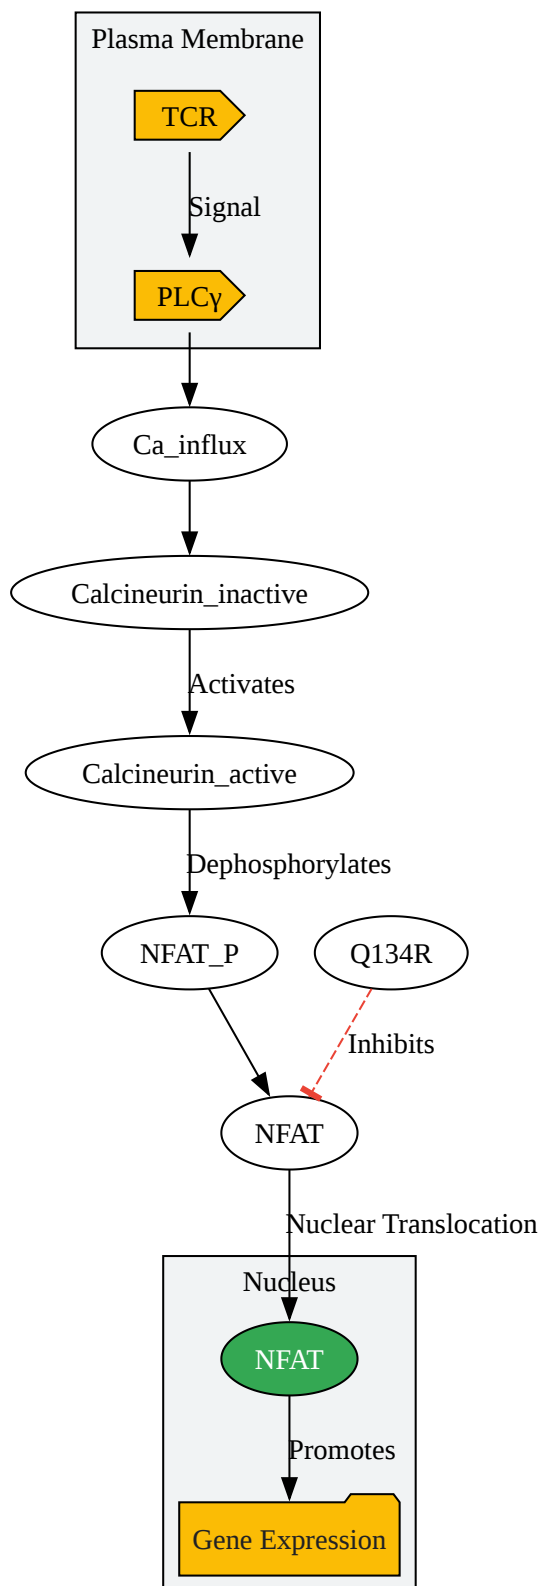 Plasma Membrane
TCR
Signal
PLCγ
Ca_influx
Calcineurin_inactive
Activates
Calcineurin_active
Dephosphorylates
NFAT_P
Q134R
Inhibits
NFAT
Nuclear Translocation
Nucleus
NFAT
Promotes
Gene Expression